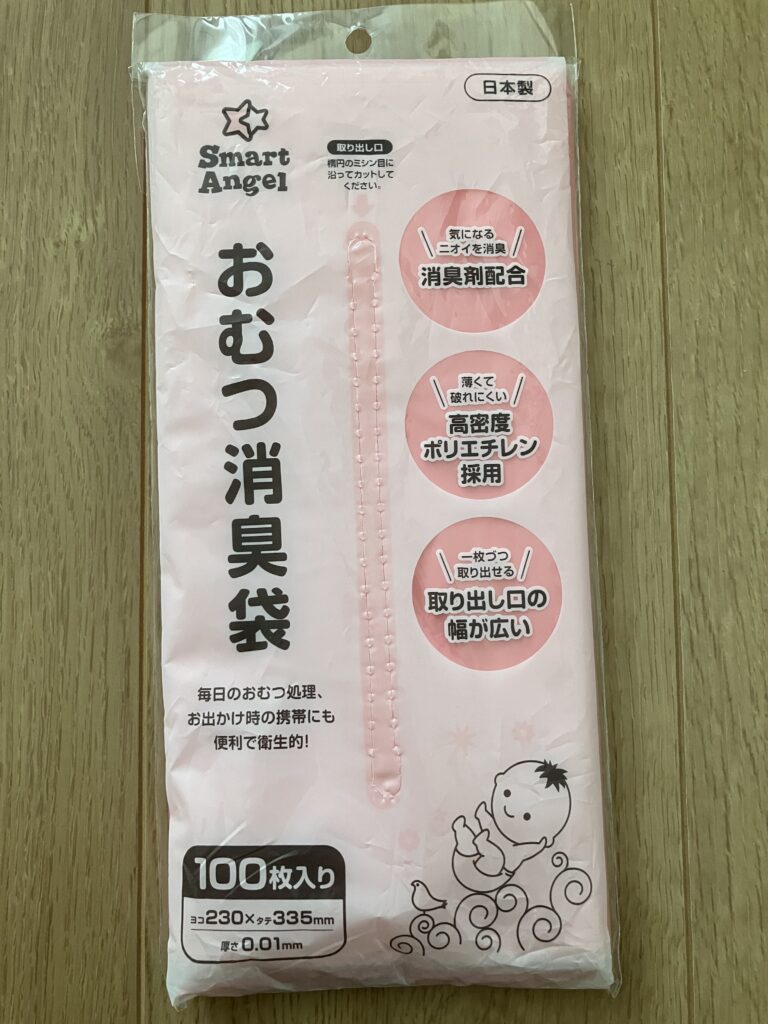 日本製
Smart
Angel
取り出し口
楕円のミシン目に
沿ってカットして
ください。
おむつ消臭袋
毎日のおむつ処理、
お出かけ時の携帯にも
便利で衛生的!
気になる
ニオイを消臭
消臭剤配合
薄くて
破れにくい
高密度
ポリエチレン
採用
一枚づつ
取り出せる
取り出し口の
幅が広い
100枚入り
ヨコ230×タテ335mm
厚さ0.01mm